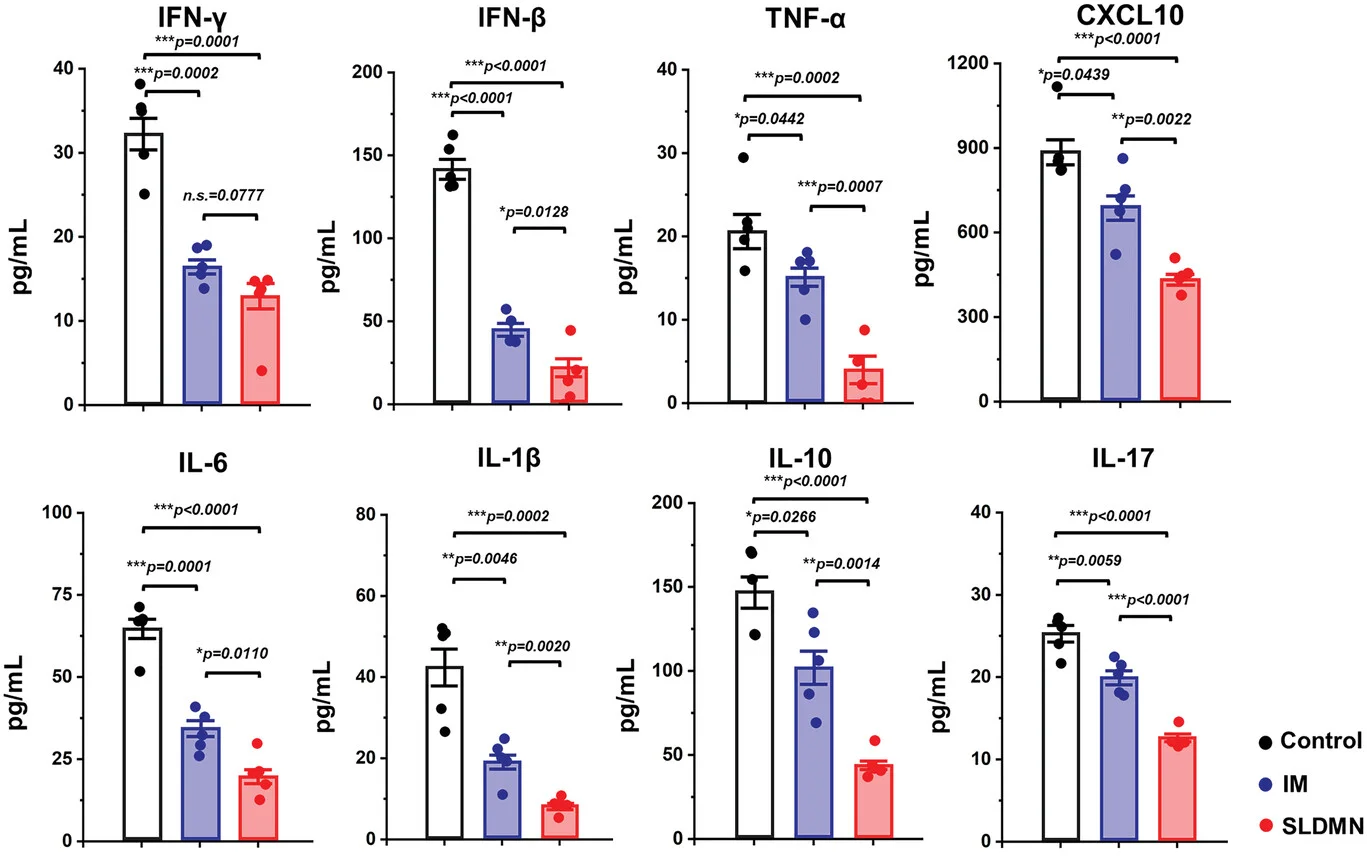 IFN-γ
***p=0.0001
***p=0.0002
n.s.=0.0777
40
30
20
10
0
pg/mL
IFN-β
***p<0.0001
***p<0.0001
*p=0.0128
200
150
100
50
0
pg/mL
TNF-α
***p=0.0002
*p=0.0442
***p=0.0007
40
30
20
10
0
pg/mL
CXCL10
***p<0.0001
*p=0.0439
**p=0.0022
1200
900
600
300
0
pg/mL
IL-6
***p<0.0001
***p=0.0001
*p=0.0110
100
75
50
25
0
pg/mL
IL-1β
***p=0.0002
**p=0.0046
**p=0.0020
80
60
40
20
0
pg/mL
IL-10
***p<0.0001
*p=0.0266
**p=0.0014
200
150
100
50
0
pg/mL
IL-17
***p<0.0001
**p=0.0059
***p<0.0001
40
30
20
10
0
pg/mL
Control
IM
SLDMN